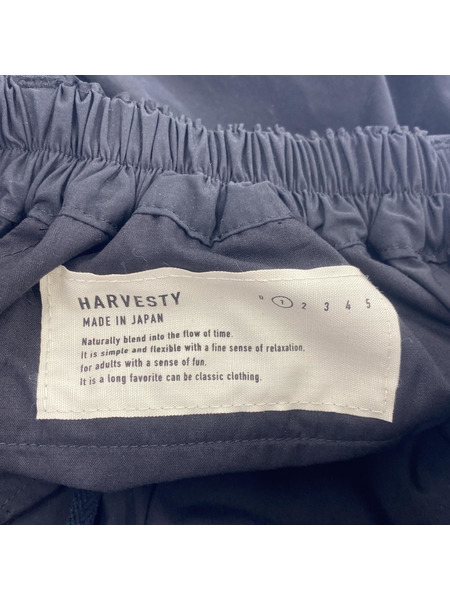 HARVESTY
MADE IN JAPAN
0 1 2 3 4 5
Naturally blend into the flow of time.
It is simple and flexible with a fine sense of relaxation,
for adults with a sense of fun.
It is a long favorite can be classic clothing.